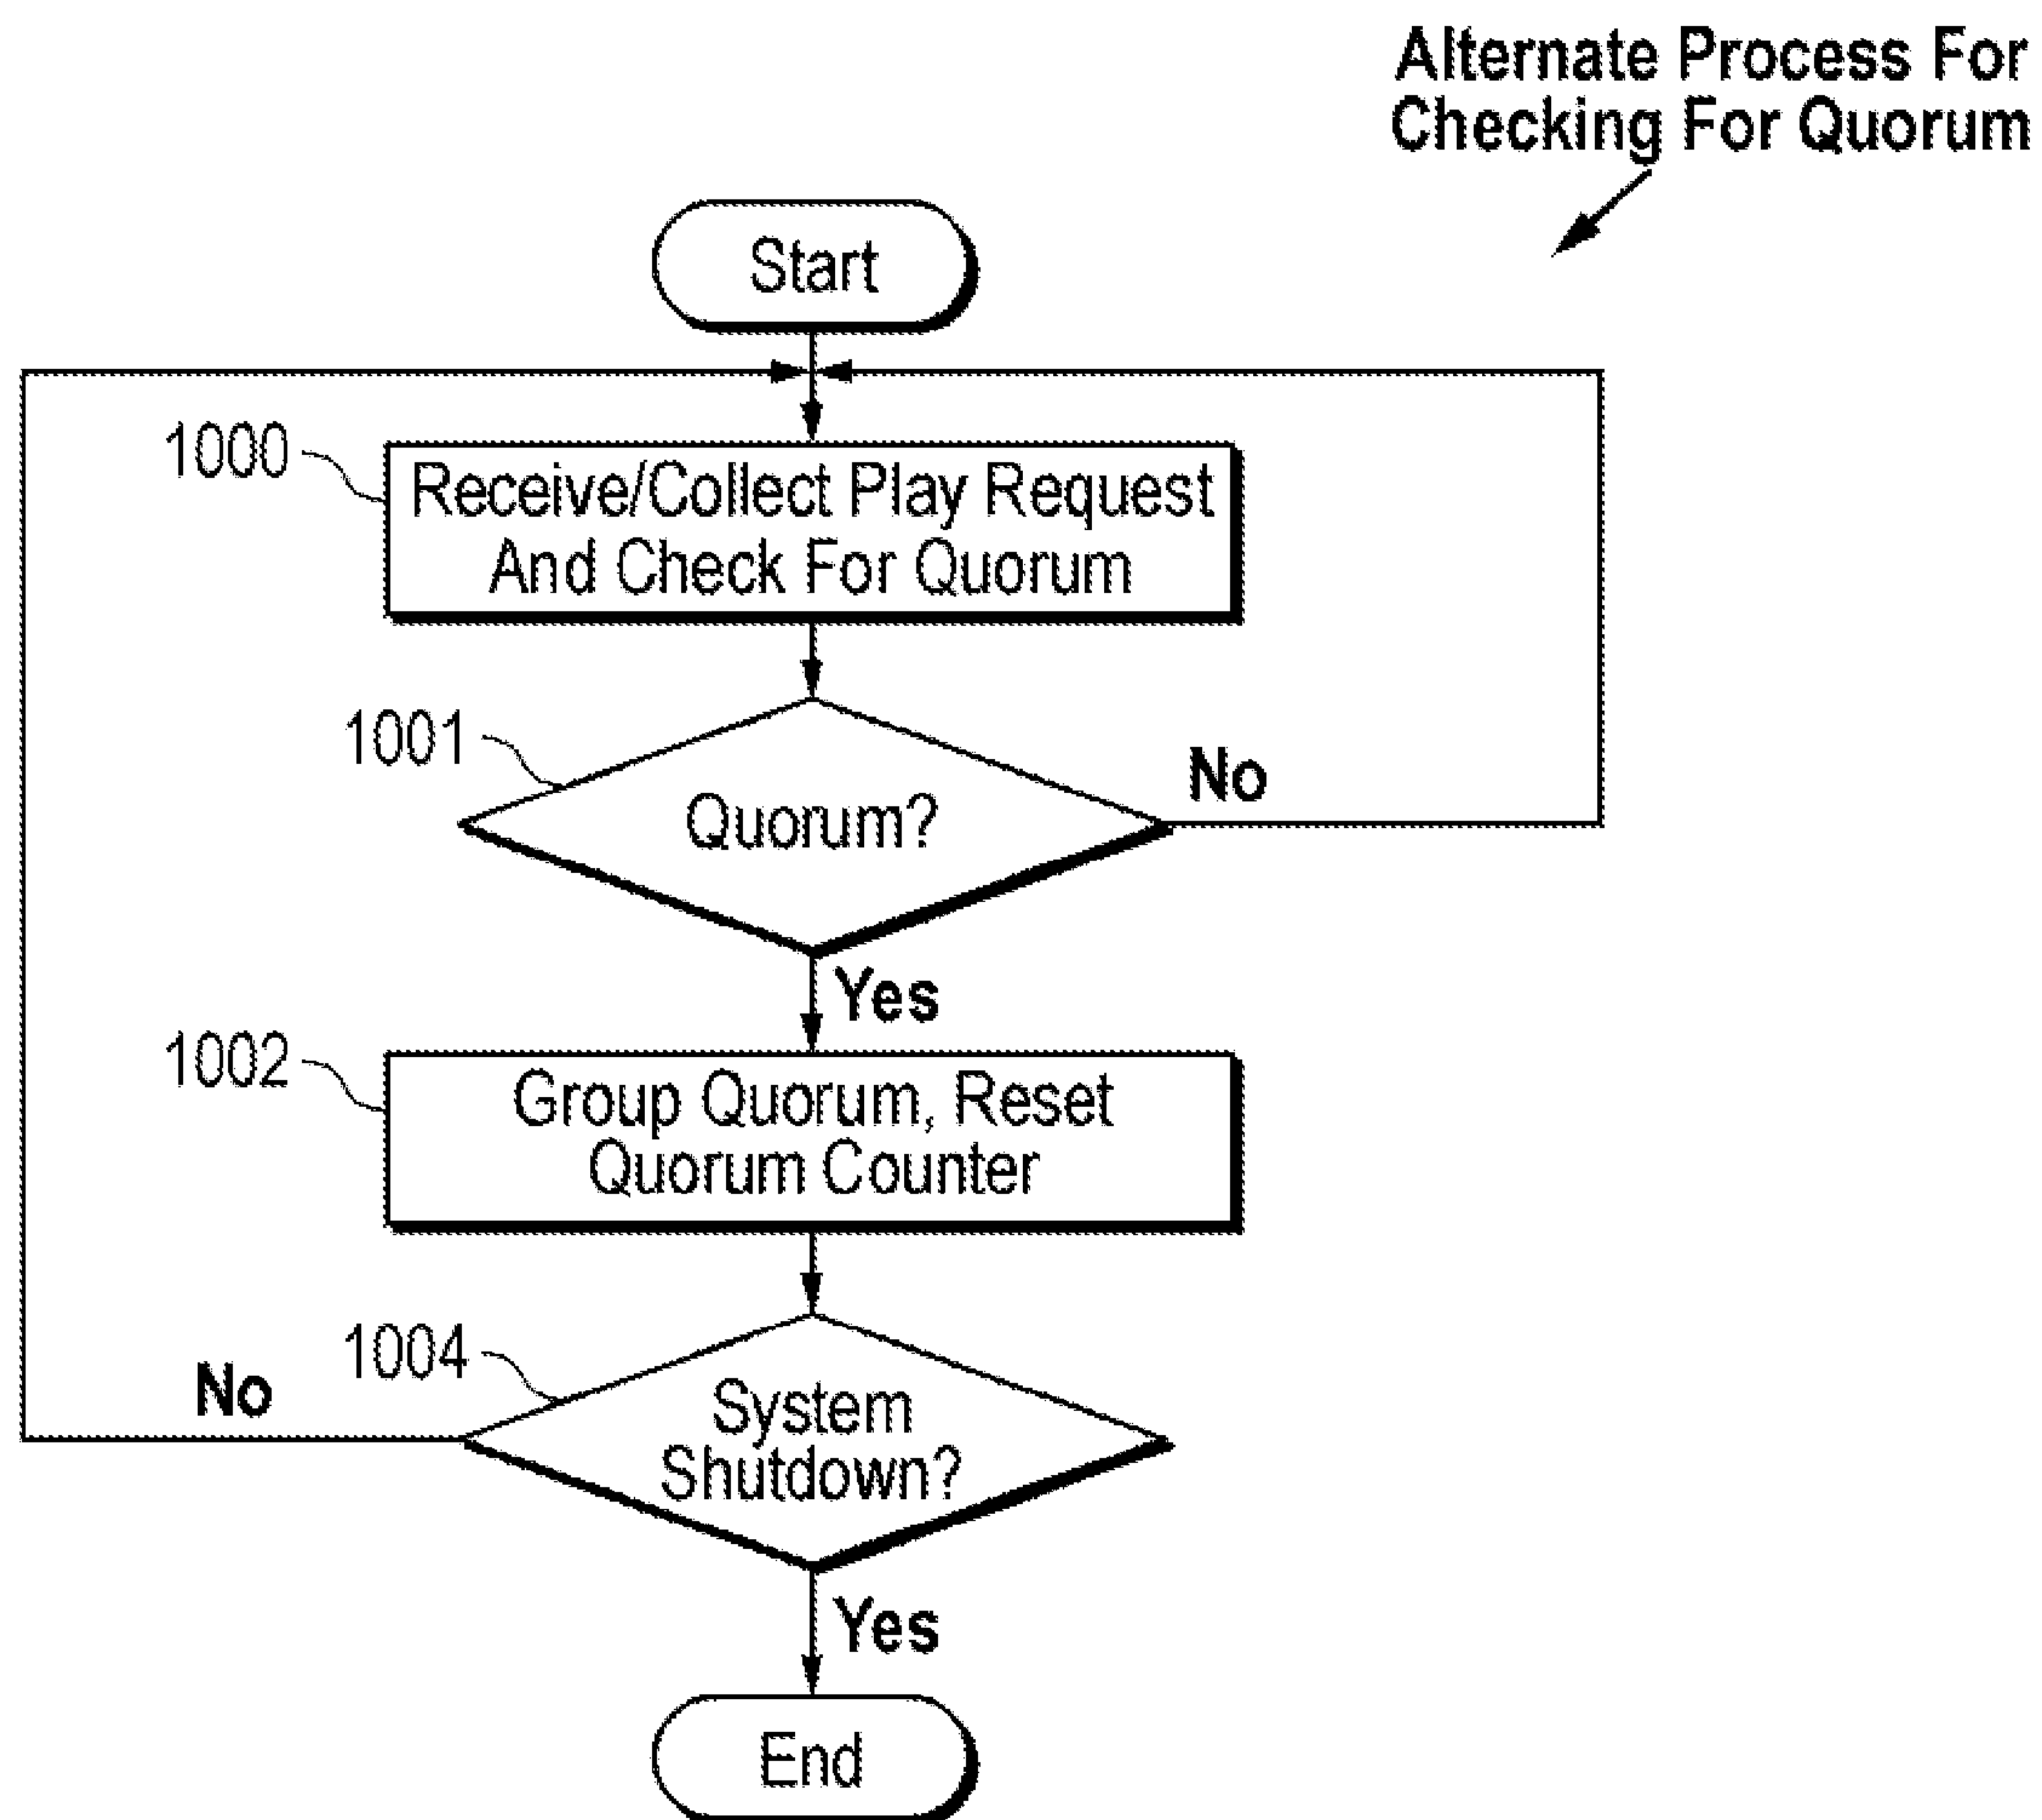 Alternate Process For
Checking For Quorum
Start
1000
Receive/Collect Play Request
And Check For Quorum
1001
Quorum?
No
Yes
1002
Group Quorum, Reset
Quorum Counter
1004
No
System
Shutdown?
Yes
End